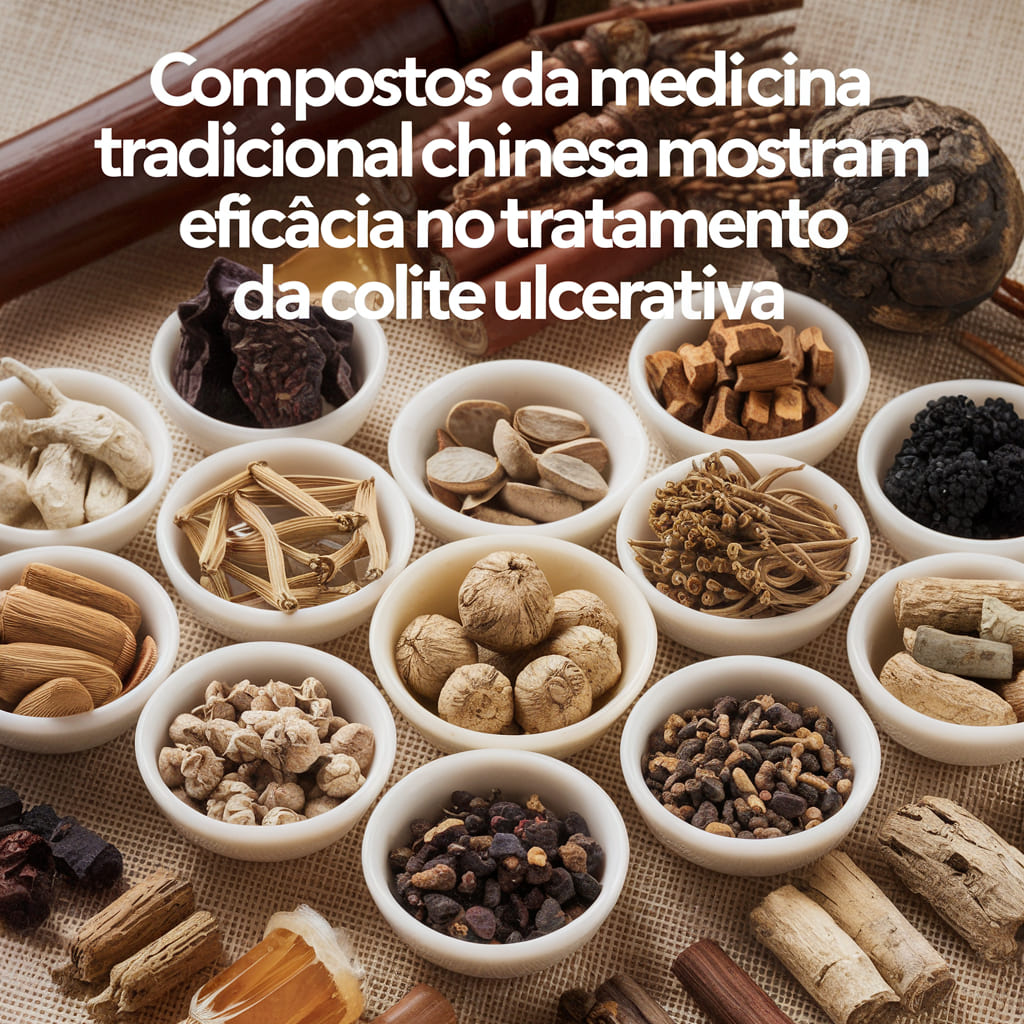 Compostos da medicina
tradicional chinesa mostram
eficâcia no tratamento
da colite ulcerativa